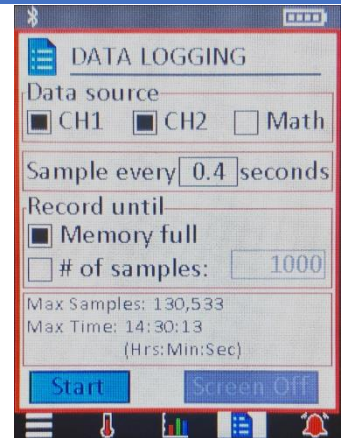 DATA LOGGING
Data source
CH1 CH2 Math
Sample every 0.4 seconds
Record until
Memory full
# of samples: 1000
Max Samples: 130,533
Max Time: 14:30:13
(Hrs:Min:Sec)
Start Screen Off